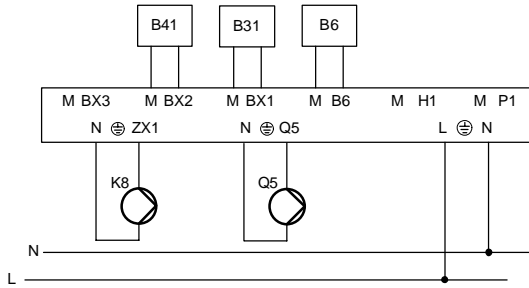 B41 B31 B6
M BX3 M BX2 M BX1 M B6 M H1 M P1
N ZX1 N Q5 L N
K8 Q5
N
L